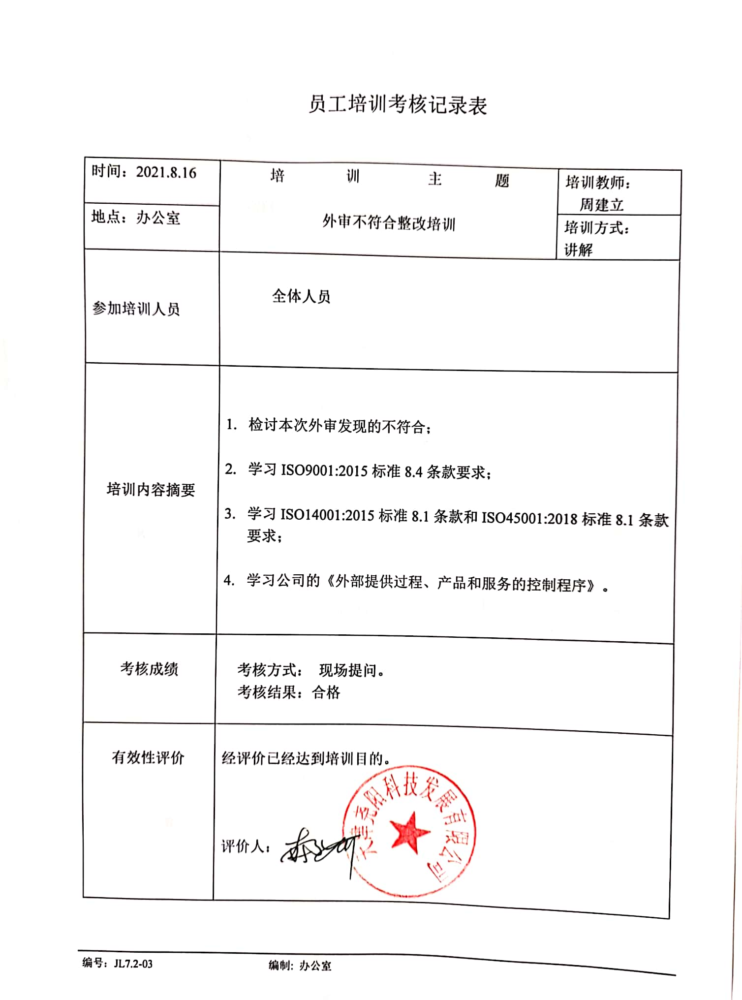 员工培训考核记录表
时间：2021.8.16
培 训 主 题
培训教师：
周建立
地点：办公室
外审不符合整改培训
培训方式：
讲解
参加培训人员
全体人员
培训内容摘要
1. 检讨本次外审发现的不符合；
2. 学习 ISO9001:2015 标准 8.4 条款要求；
3. 学习 ISO14001:2015 标准 8.1 条款和 ISO45001:2018 标准 8.1 条款
要求；
4. 学习公司的《外部提供过程、产品和服务的控制程序》。
考核成绩
考核方式： 现场提问。
考核结果：合格
有效性评价
经评价已经达到培训目的。
评价人：
天津尧阳科技发展有限公司
编号：JL7.2-03
编制: 办公室